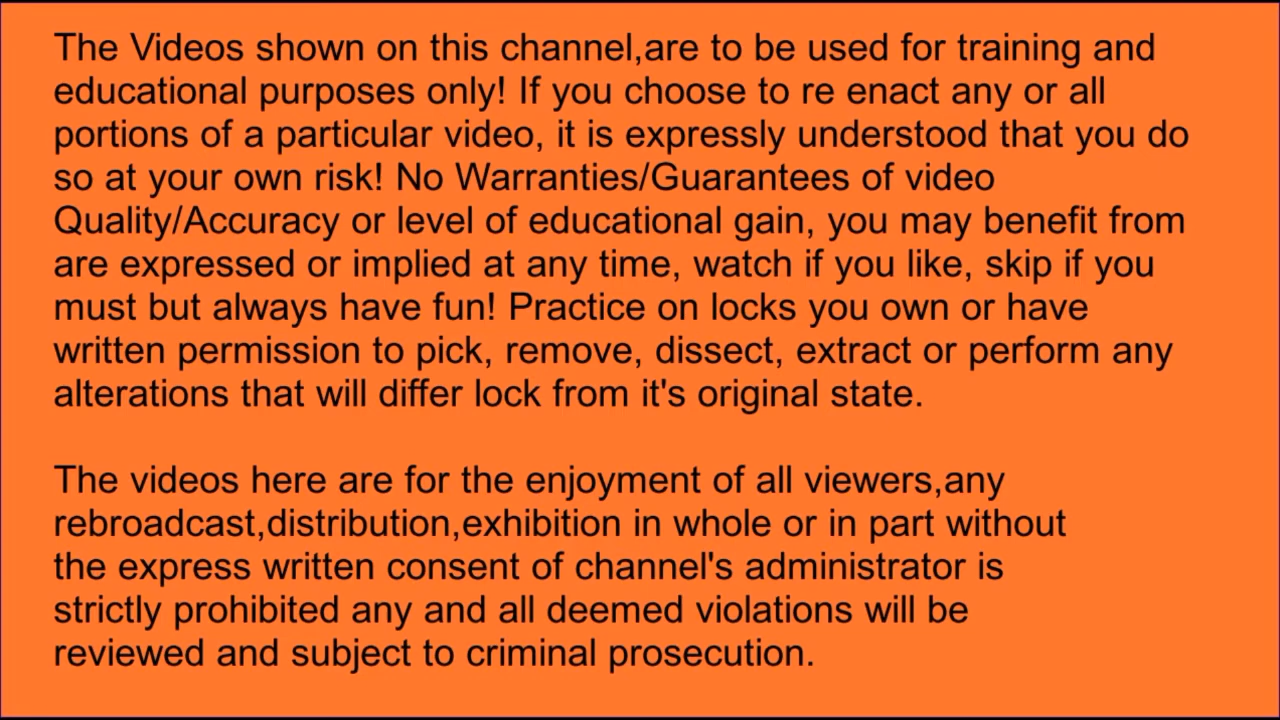 The Videos shown on this channel,are to be used for training and
educational purposes only! If you choose to re enact any or all
portions of a particular video, it is expressly understood that you do
so at your own risk! No Warranties/Guarantees of video
Quality/Accuracy or level of educational gain, you may benefit from
are expressed or implied at any time, watch if you like, skip if you
must but always have fun! Practice on locks you own or have
written permission to pick, remove, dissect, extract or perform any
alterations that will differ lock from it's original state.
The videos here are for the enjoyment of all viewers,any
rebroadcast,distribution,exhibition in whole or in part without
the express written consent of channel's administrator is
strictly prohibited any and all deemed violations will be
reviewed and subject to criminal prosecution.